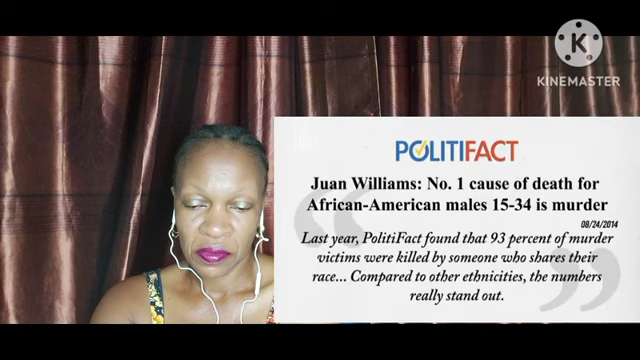 KINEMASTER
POLITIFACT
Juan Williams: No. 1 cause of death for
African-American males 15-34 is murder
08/24/2014
Last year, PolitiFact found that 93 percent of murder
victims were killed by someone who shares their
race... Compared to other ethnicities, the numbers
really stand out.